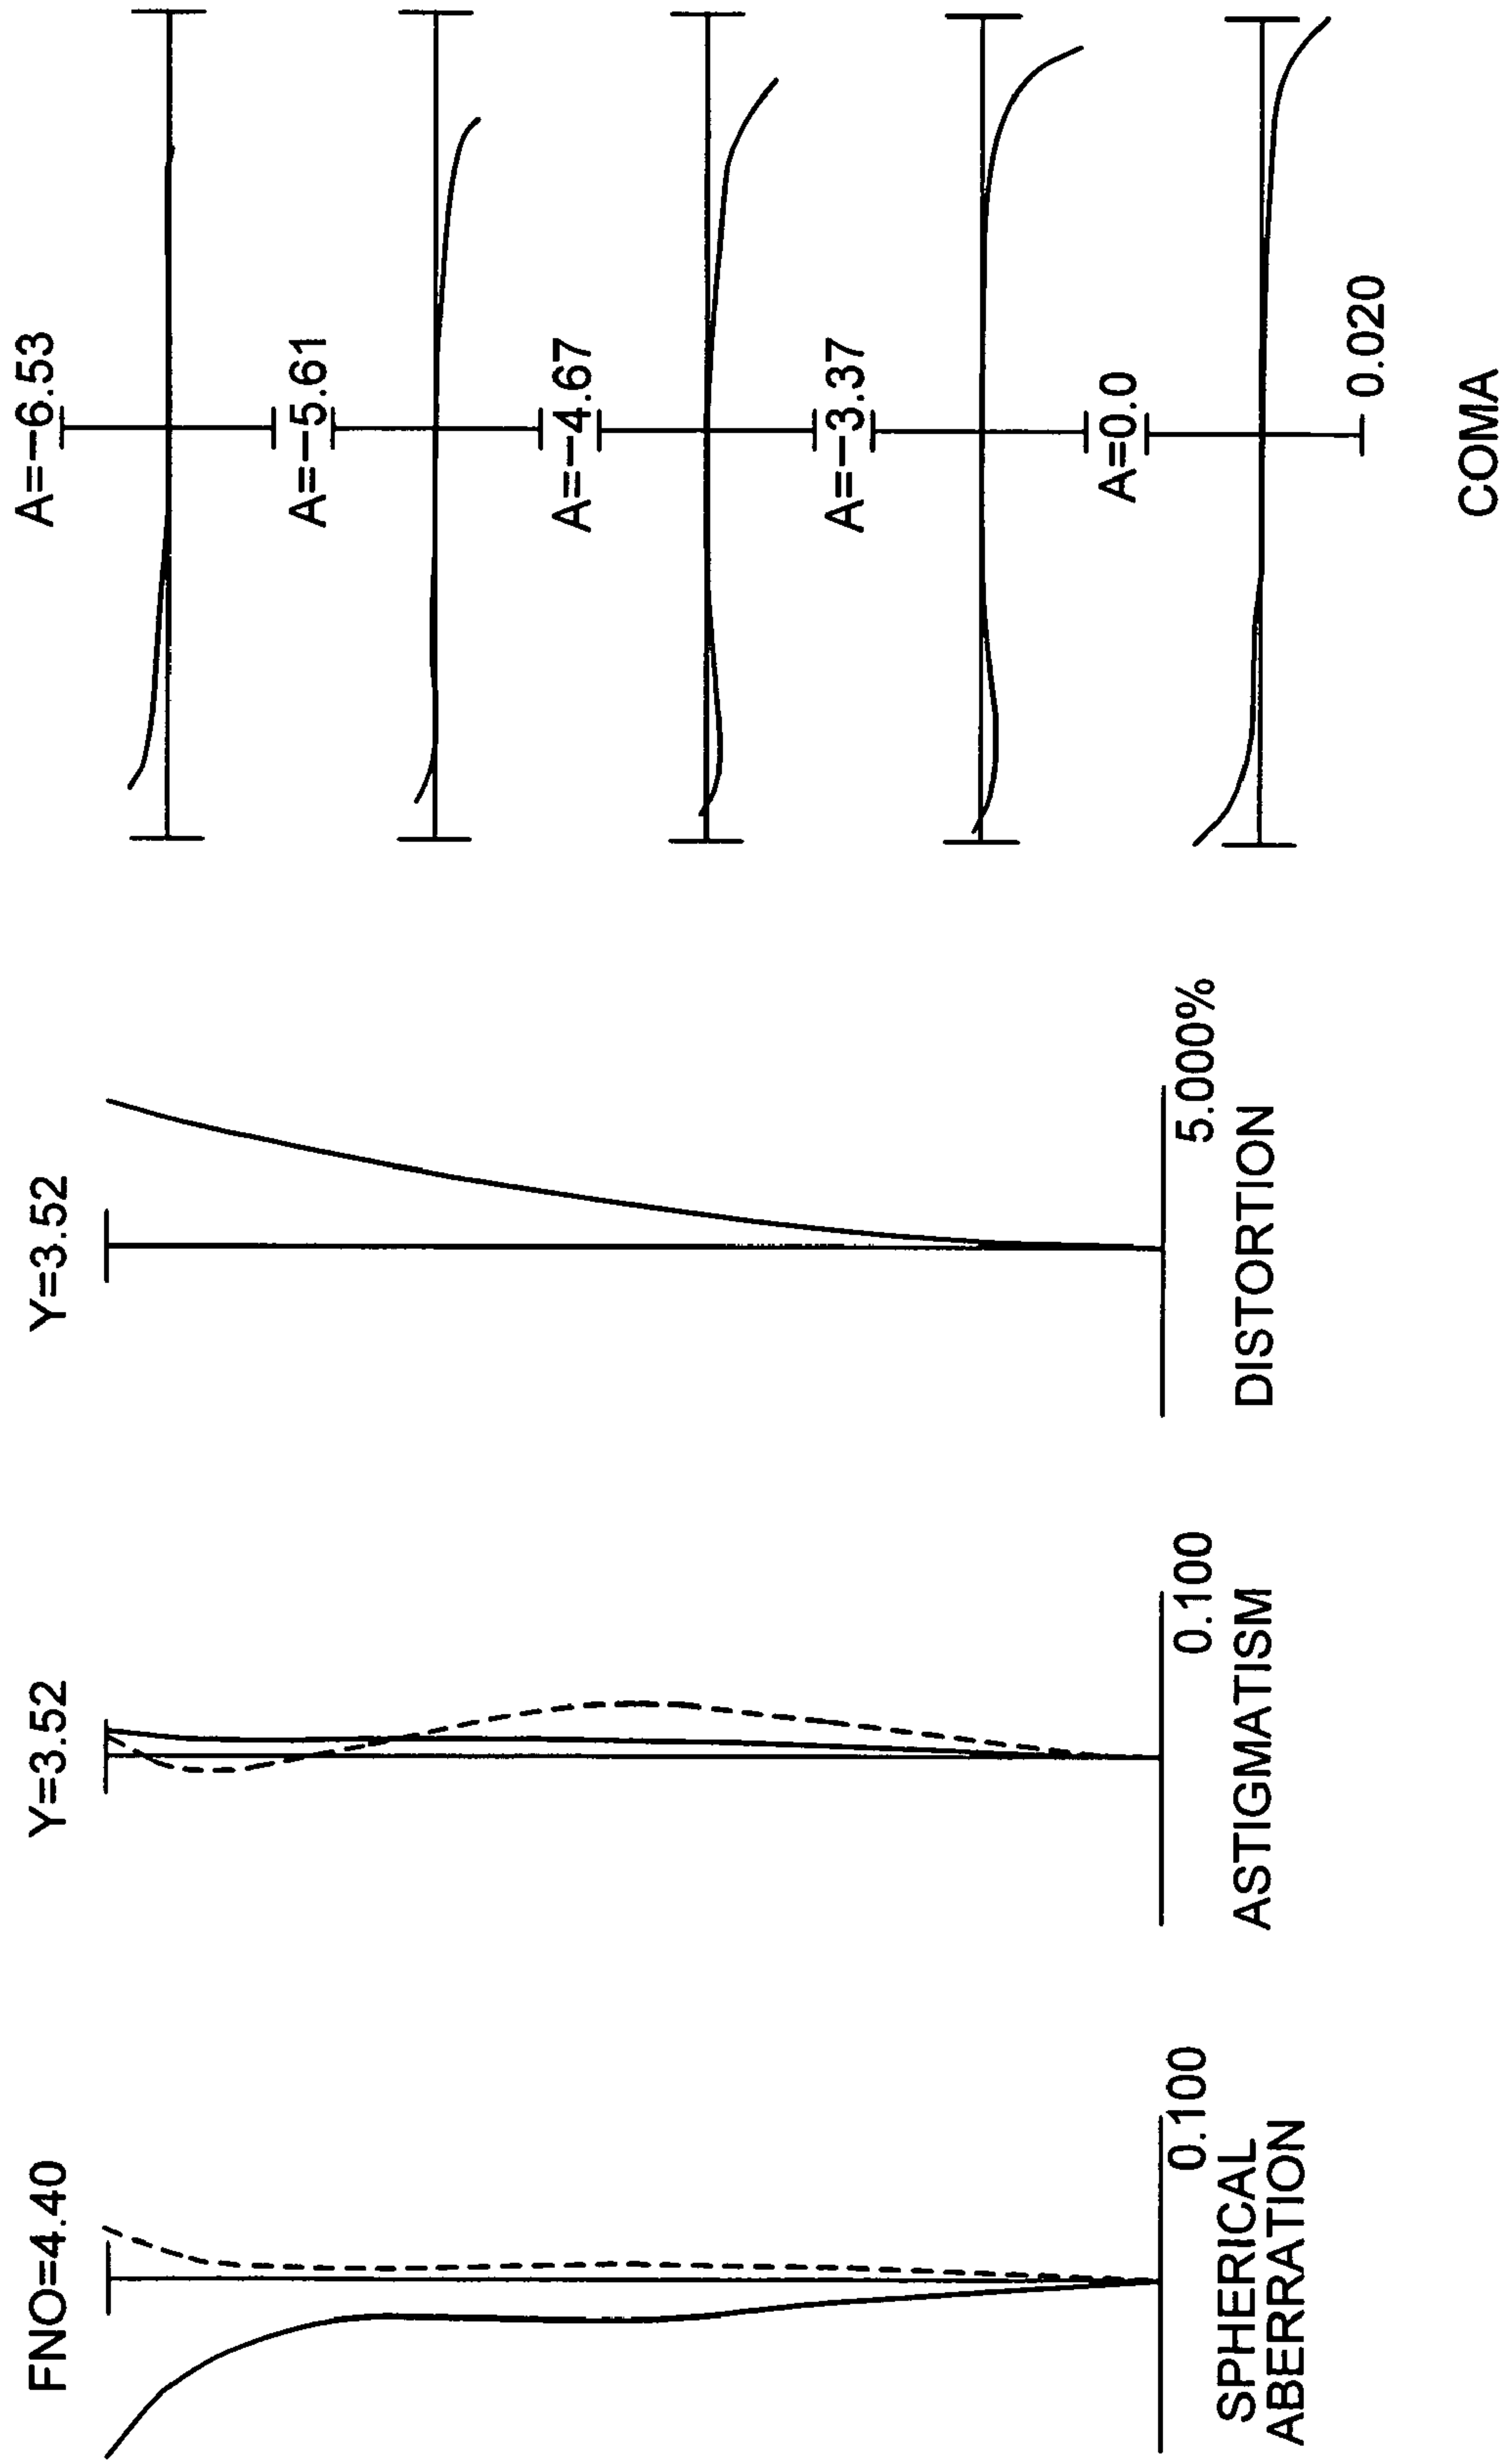 FNO=4.40
0.100
SPHERICAL
ABERRATION
Y=3.52
0.100
ASTIGMATISM
Y=3.52
5.000%
DISTORTION
A=−6.53
A=−5.61
A=−4.67
A=−3.37
A=0.0
0.020
COMA